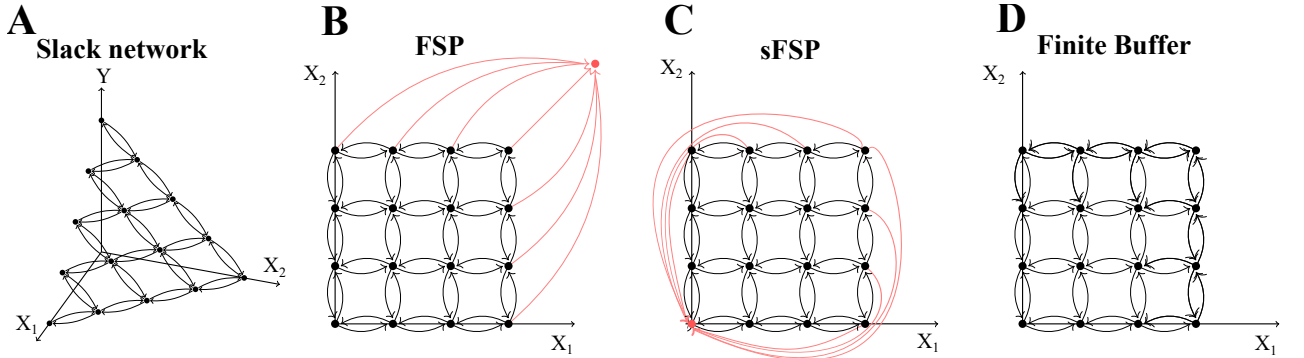 A
Slack network
Y
X1
X2
B
FSP
X2
X1
C
sFSP
X2
X1
D
Finite Buffer
X2
X1